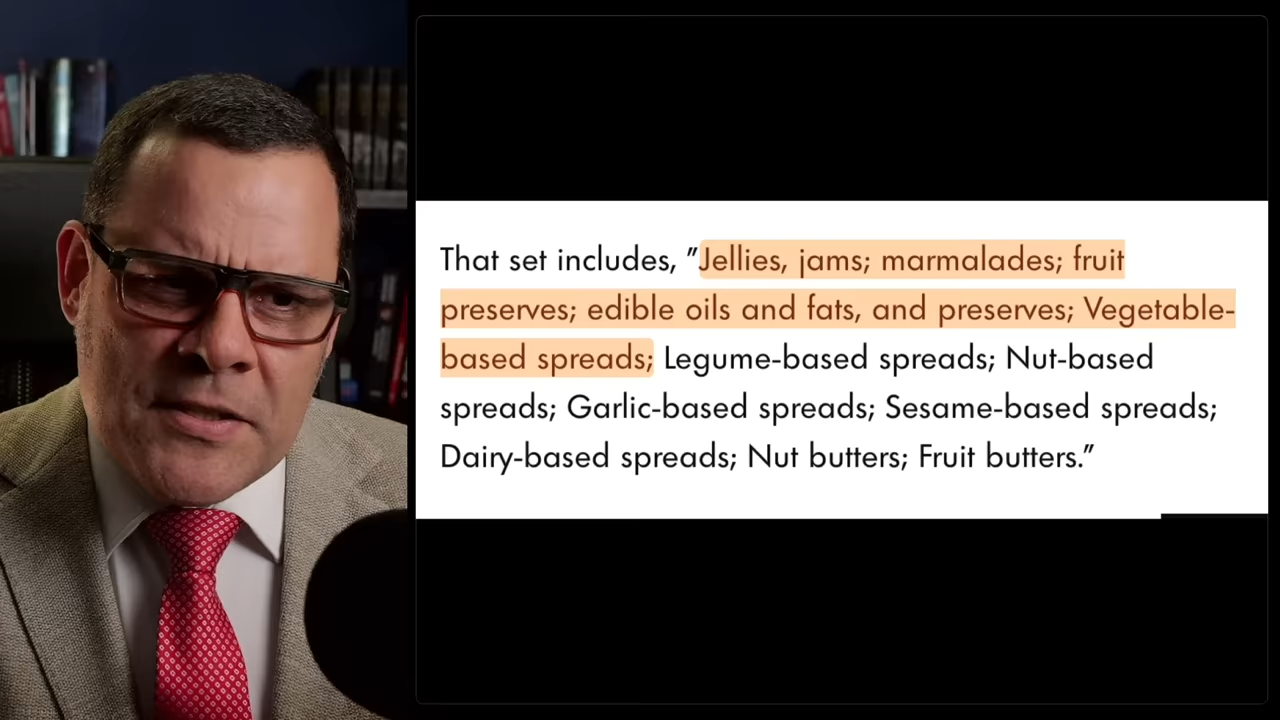 That set includes, ”Jellies, jams; marmalades; fruit
preserves; edible oils and fats, and preserves; Vegetable-
based spreads; Legume-based spreads; Nut-based
spreads; Garlic-based spreads; Sesame-based spreads;
Dairy-based spreads; Nut butters; Fruit butters.”